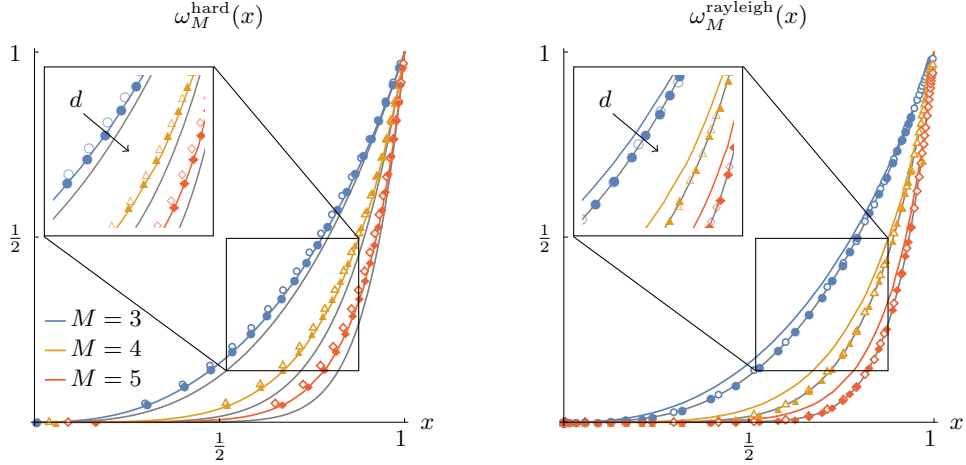 ω_M^hard(x)
1
d
1/2
M = 3
M = 4
M = 5
1/2
1
x
ω_M^rayleigh(x)
1
d
1/2
1/2
1
x